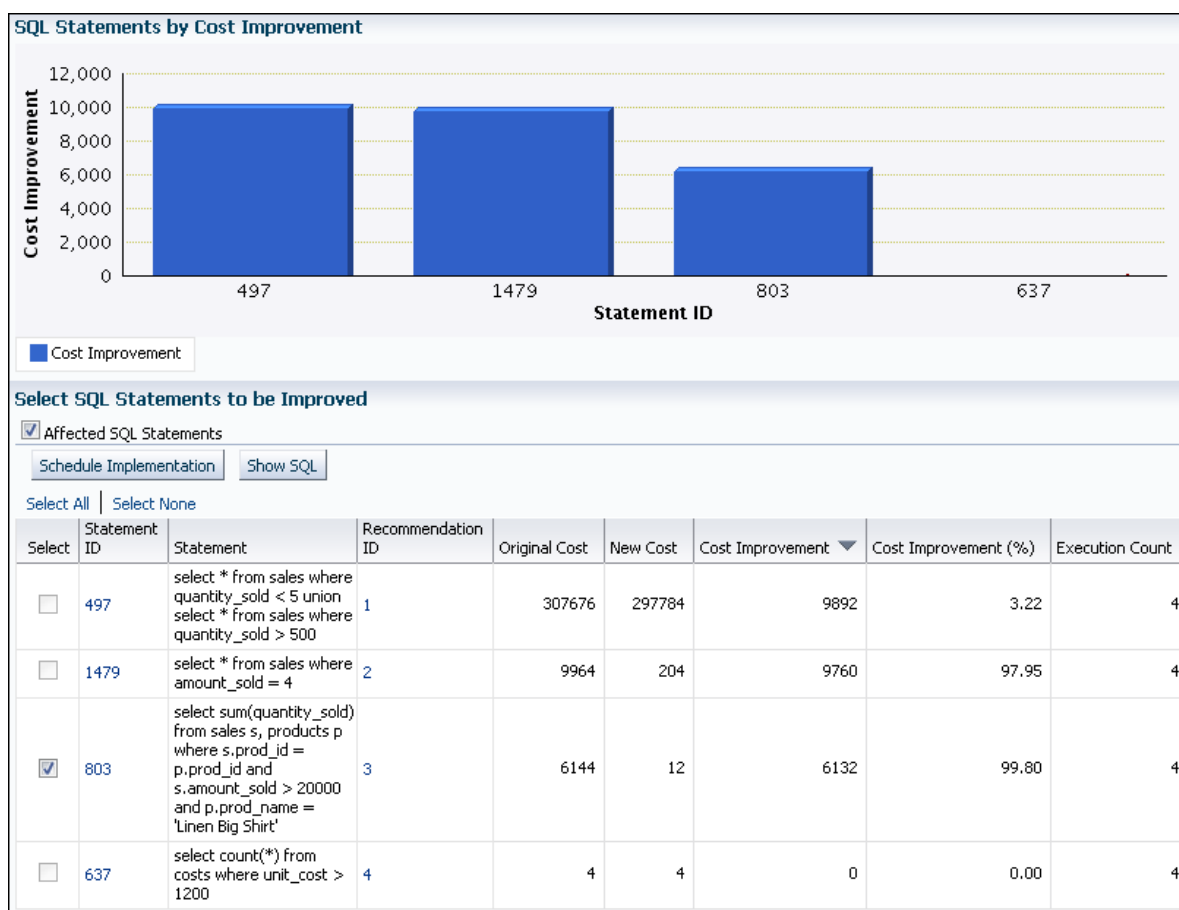 SQL Statements by Cost Improvement
12,000
10,000
8,000
6,000
4,000
2,000
0
Cost Improvement
497 1479 803 637
Statement ID
Cost Improvement
Select SQL Statements to be Improved
Affected SQL Statements
Schedule Implementation Show SQL
Select All | Select None
Select Statement ID Statement Recommendation ID Original Cost New Cost Cost Improvement Cost Improvement (%) Execution Count
select * from sales where
quantity_sold < 5 union
select * from sales where
quantity_sold > 500
497 1 307676 297784 9892 3.22 4
select * from sales where
amount_sold = 4
1479 2 9964 204 9760 97.95 4
select sum(quantity_sold)
from sales s, products p
where s.prod_id =
p.prod_id and
s.amount_sold > 20000
and p.prod_name =
'Linen Big Shirt'
803 3 6144 12 6132 99.80 4
select count(*) from
costs where unit_cost >
1200
637 4 4 4 0 0.00 4